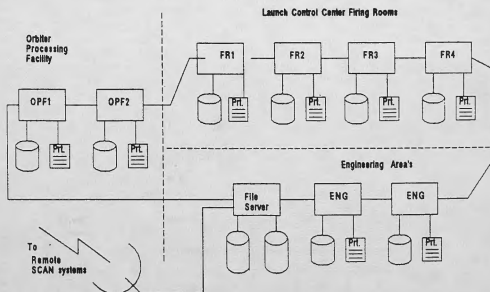 Launch Control Center Firing Rooms
Orbiter
Processing
Facility
FR1
FR2
FR3
FR4
Prt.
Prt.
Prt.
Prt.
OPF1
OPF2
Prt.
Prt.
Engineering Area's
File
Server
ENG
ENG
Prt.
Prt.
To
Remote
SCAN systems